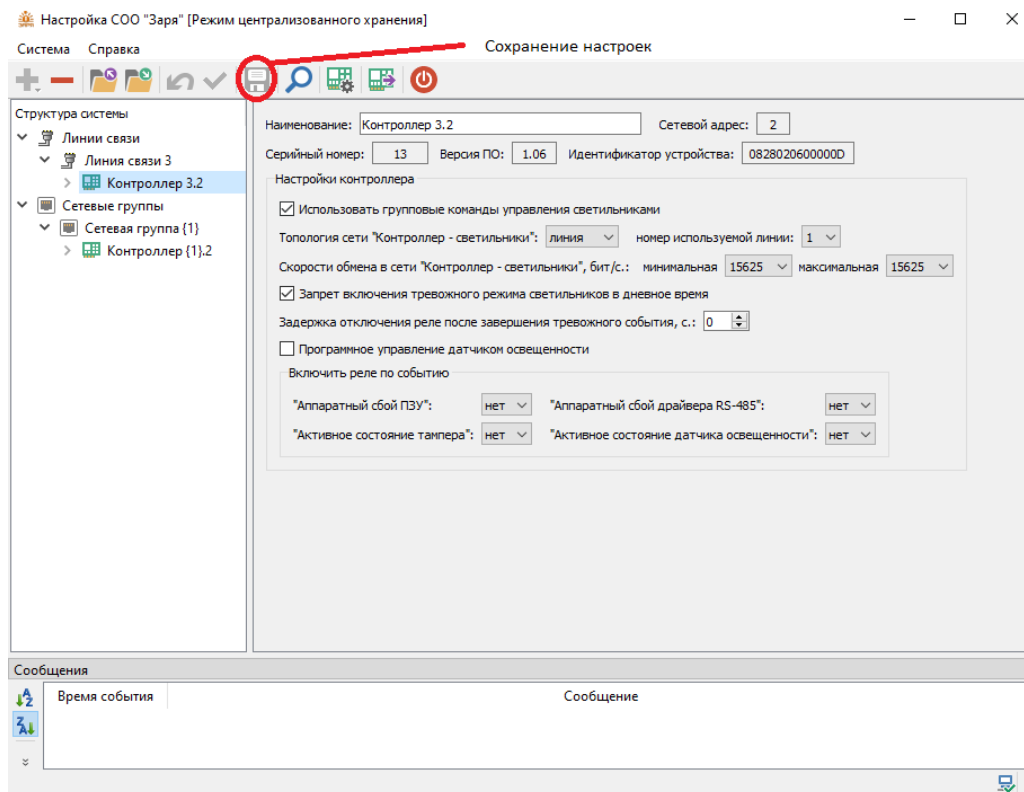 Настройка СОО "Заря" [Режим централизованного хранения]
Система Справка
Сохранение настроек
Структура системы
Линии связи
Линия связи 3
Контроллер 3.2
Сетевые группы
Сетевая группа {1}
Контроллер {1}.2
Наименование: Контроллер 3.2 Сетевой адрес: 2
Серийный номер: 13 Версия ПО: 1.06 Идентификатор устройства: 0828020600000D
Настройки контроллера
Использовать групповые команды управления светильниками
Топология сети "Контроллер - светильники": линия номер используемой линии: 1
Скорости обмена в сети "Контроллер - светильники", бит/с.: минимальная 15625 максимальная 15625
Запрет включения тревожного режима светильников в дневное время
Задержка отключения реле после завершения тревожного события, с.: 0
Программное управление датчиком освещенности
Включить реле по событию
"Аппаратный сбой ПЗУ": нет "Аппаратный сбой драйвера RS-485": нет
"Активное состояние тампера": нет "Активное состояние датчика освещенности": нет
Сообщения
Время события Сообщение